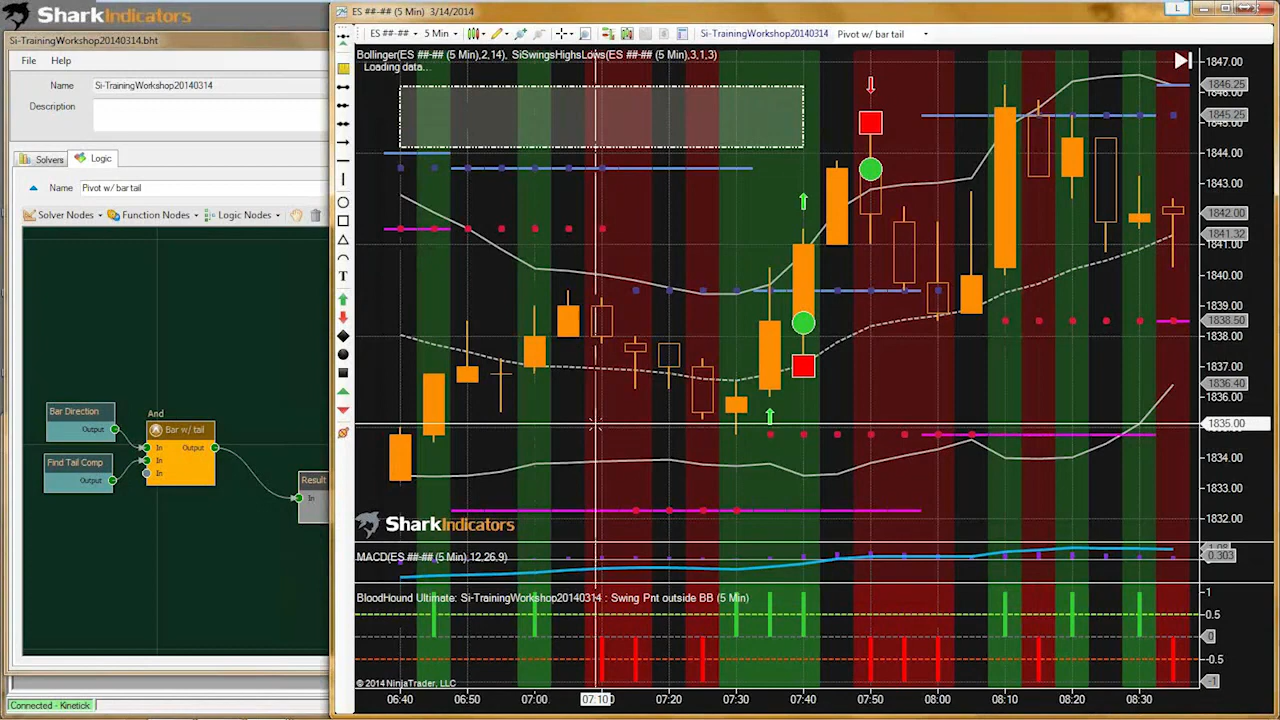 SharkIndicators
Si-TrainingWorkshop20140314.bht
File Help
Name Si-TrainingWorkshop20140314
Description
Solvers Logic
Name Pivot w/ bar tail
Solver Nodes Function Nodes Logic Nodes
Bar Direction
Output
Find Tail Comp
Output
And
Bar w/ tail
In Output
In
In
Result
In
Connected - Kinetick
ES ##-## (5 Min) 3/14/2014
L
ES ##-## 5 Min Si-TrainingWorkshop20140314 Pivot w/ bar tail
T
Bollinger(ES ##-## (5 Min),2,14), SiSwingsHighsLows(ES ##-## (5 Min),3,1,3)
Loading data...
1847.00
1846.25
1845.25
1844.00
1843.00
1842.00
1841.32
1840.00
1839.00
1838.50
1837.00
1836.40
1836.00
1835.00
1834.00
1833.00
1832.00
SharkIndicators
MACD(ES ##-## (5 Min),12,26,9)
0.303
BloodHound Ultimate: Si-TrainingWorkshop20140314 : Swing Pnt outside BB (5 Min)
1
0.5
0
-0.5
-1
© 2014 NinjaTrader, LLC
06:40 06:50 07:00 07:10 07:20 07:30 07:40 07:50 08:00 08:10 08:20 08:30